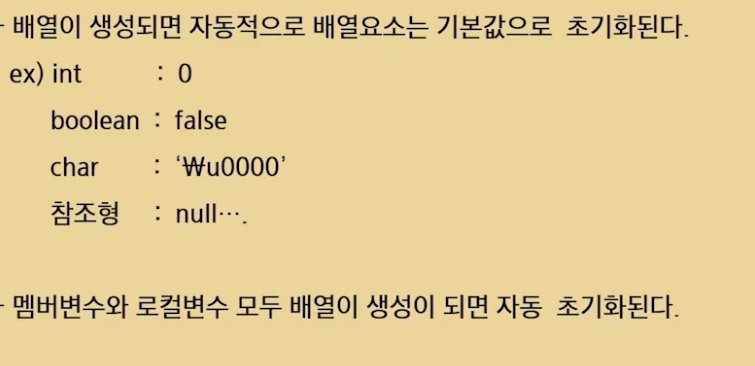 - 배열이 생성되면 자동적으로 배열요소는 기본값으로 초기화된다.
ex) int : 0
boolean : false
char : ‘₩u0000’
참조형 : null….
- 멤버변수와 로컬변수 모두 배열이 생성이 되면 자동 초기화된다.